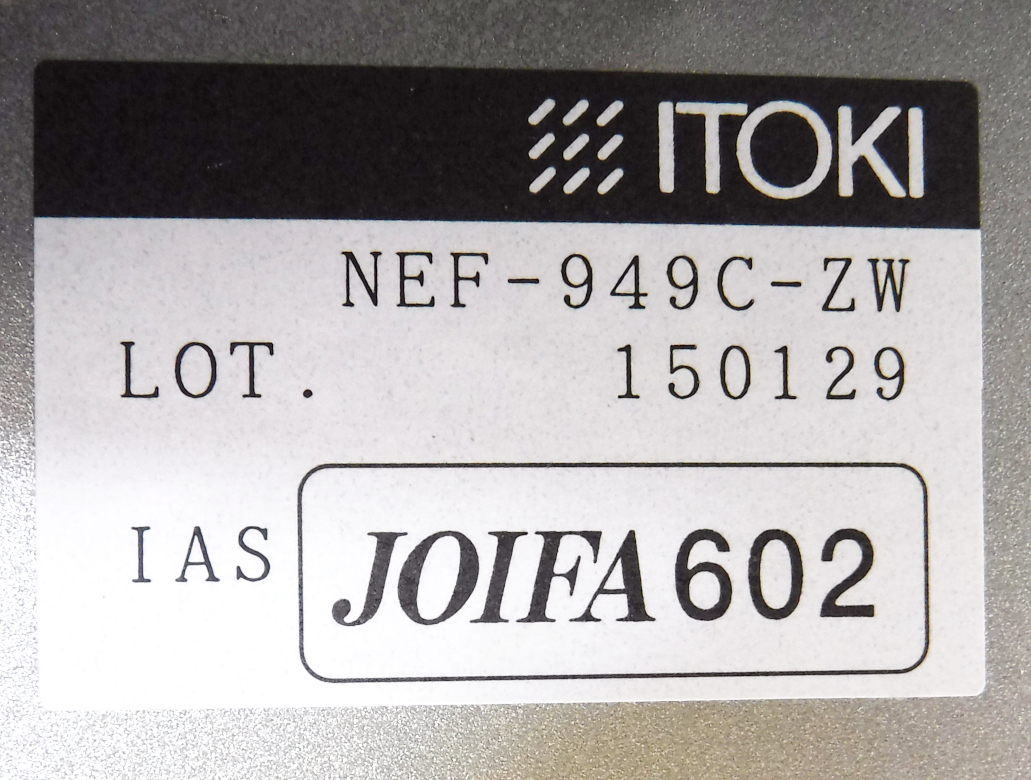 ITOKI
NEF-949C-ZW
LOT. 150129
IAS JOIFA 602